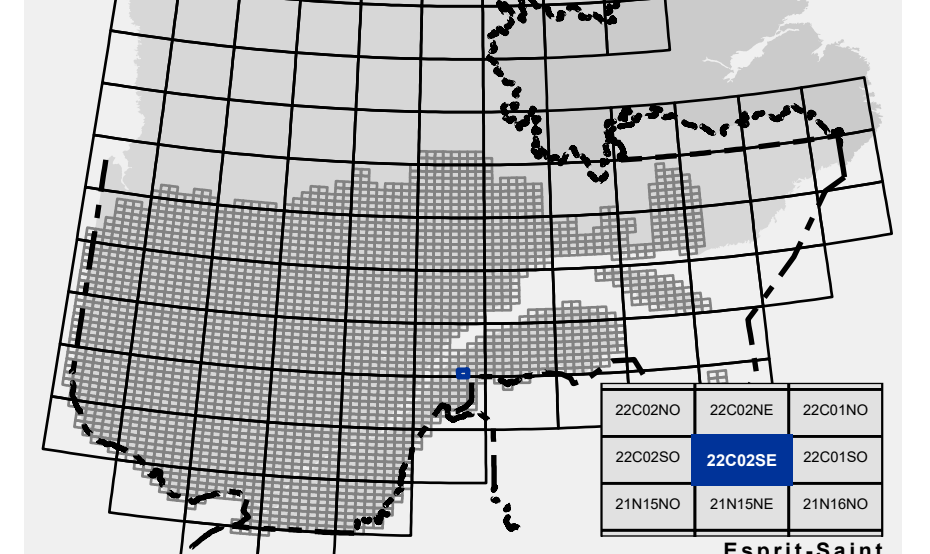 22C02NO 22C02NE 22C01NO
22C02SO 22C02SE 22C01SO
21N15NO 21N15NE 21N16NO
Esprit-Saint